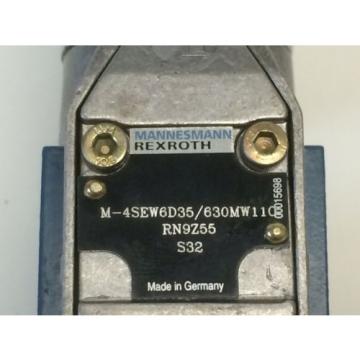 MANNESMANN
REXROTH
M-4SEW6D35/630MW110
RN9Z55
S32
00015698
Made in Germany